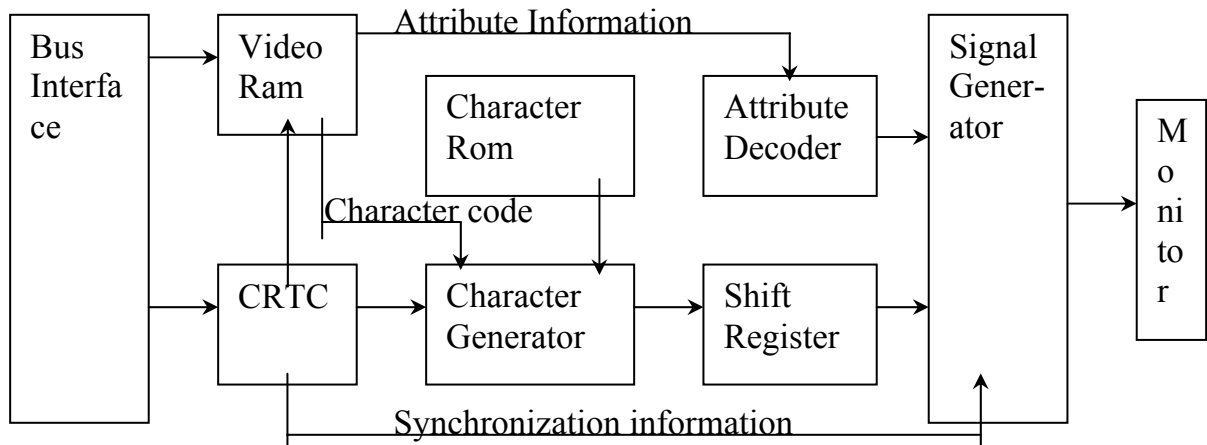 Bus
Interfa
ce
Video
Ram
Attribute Information
Character
Rom
Attribute
Decoder
Signal
Gener-
ator
M
o
ni
to
r
Character code
CRTC
Character
Generator
Shift
Register
Synchronization information